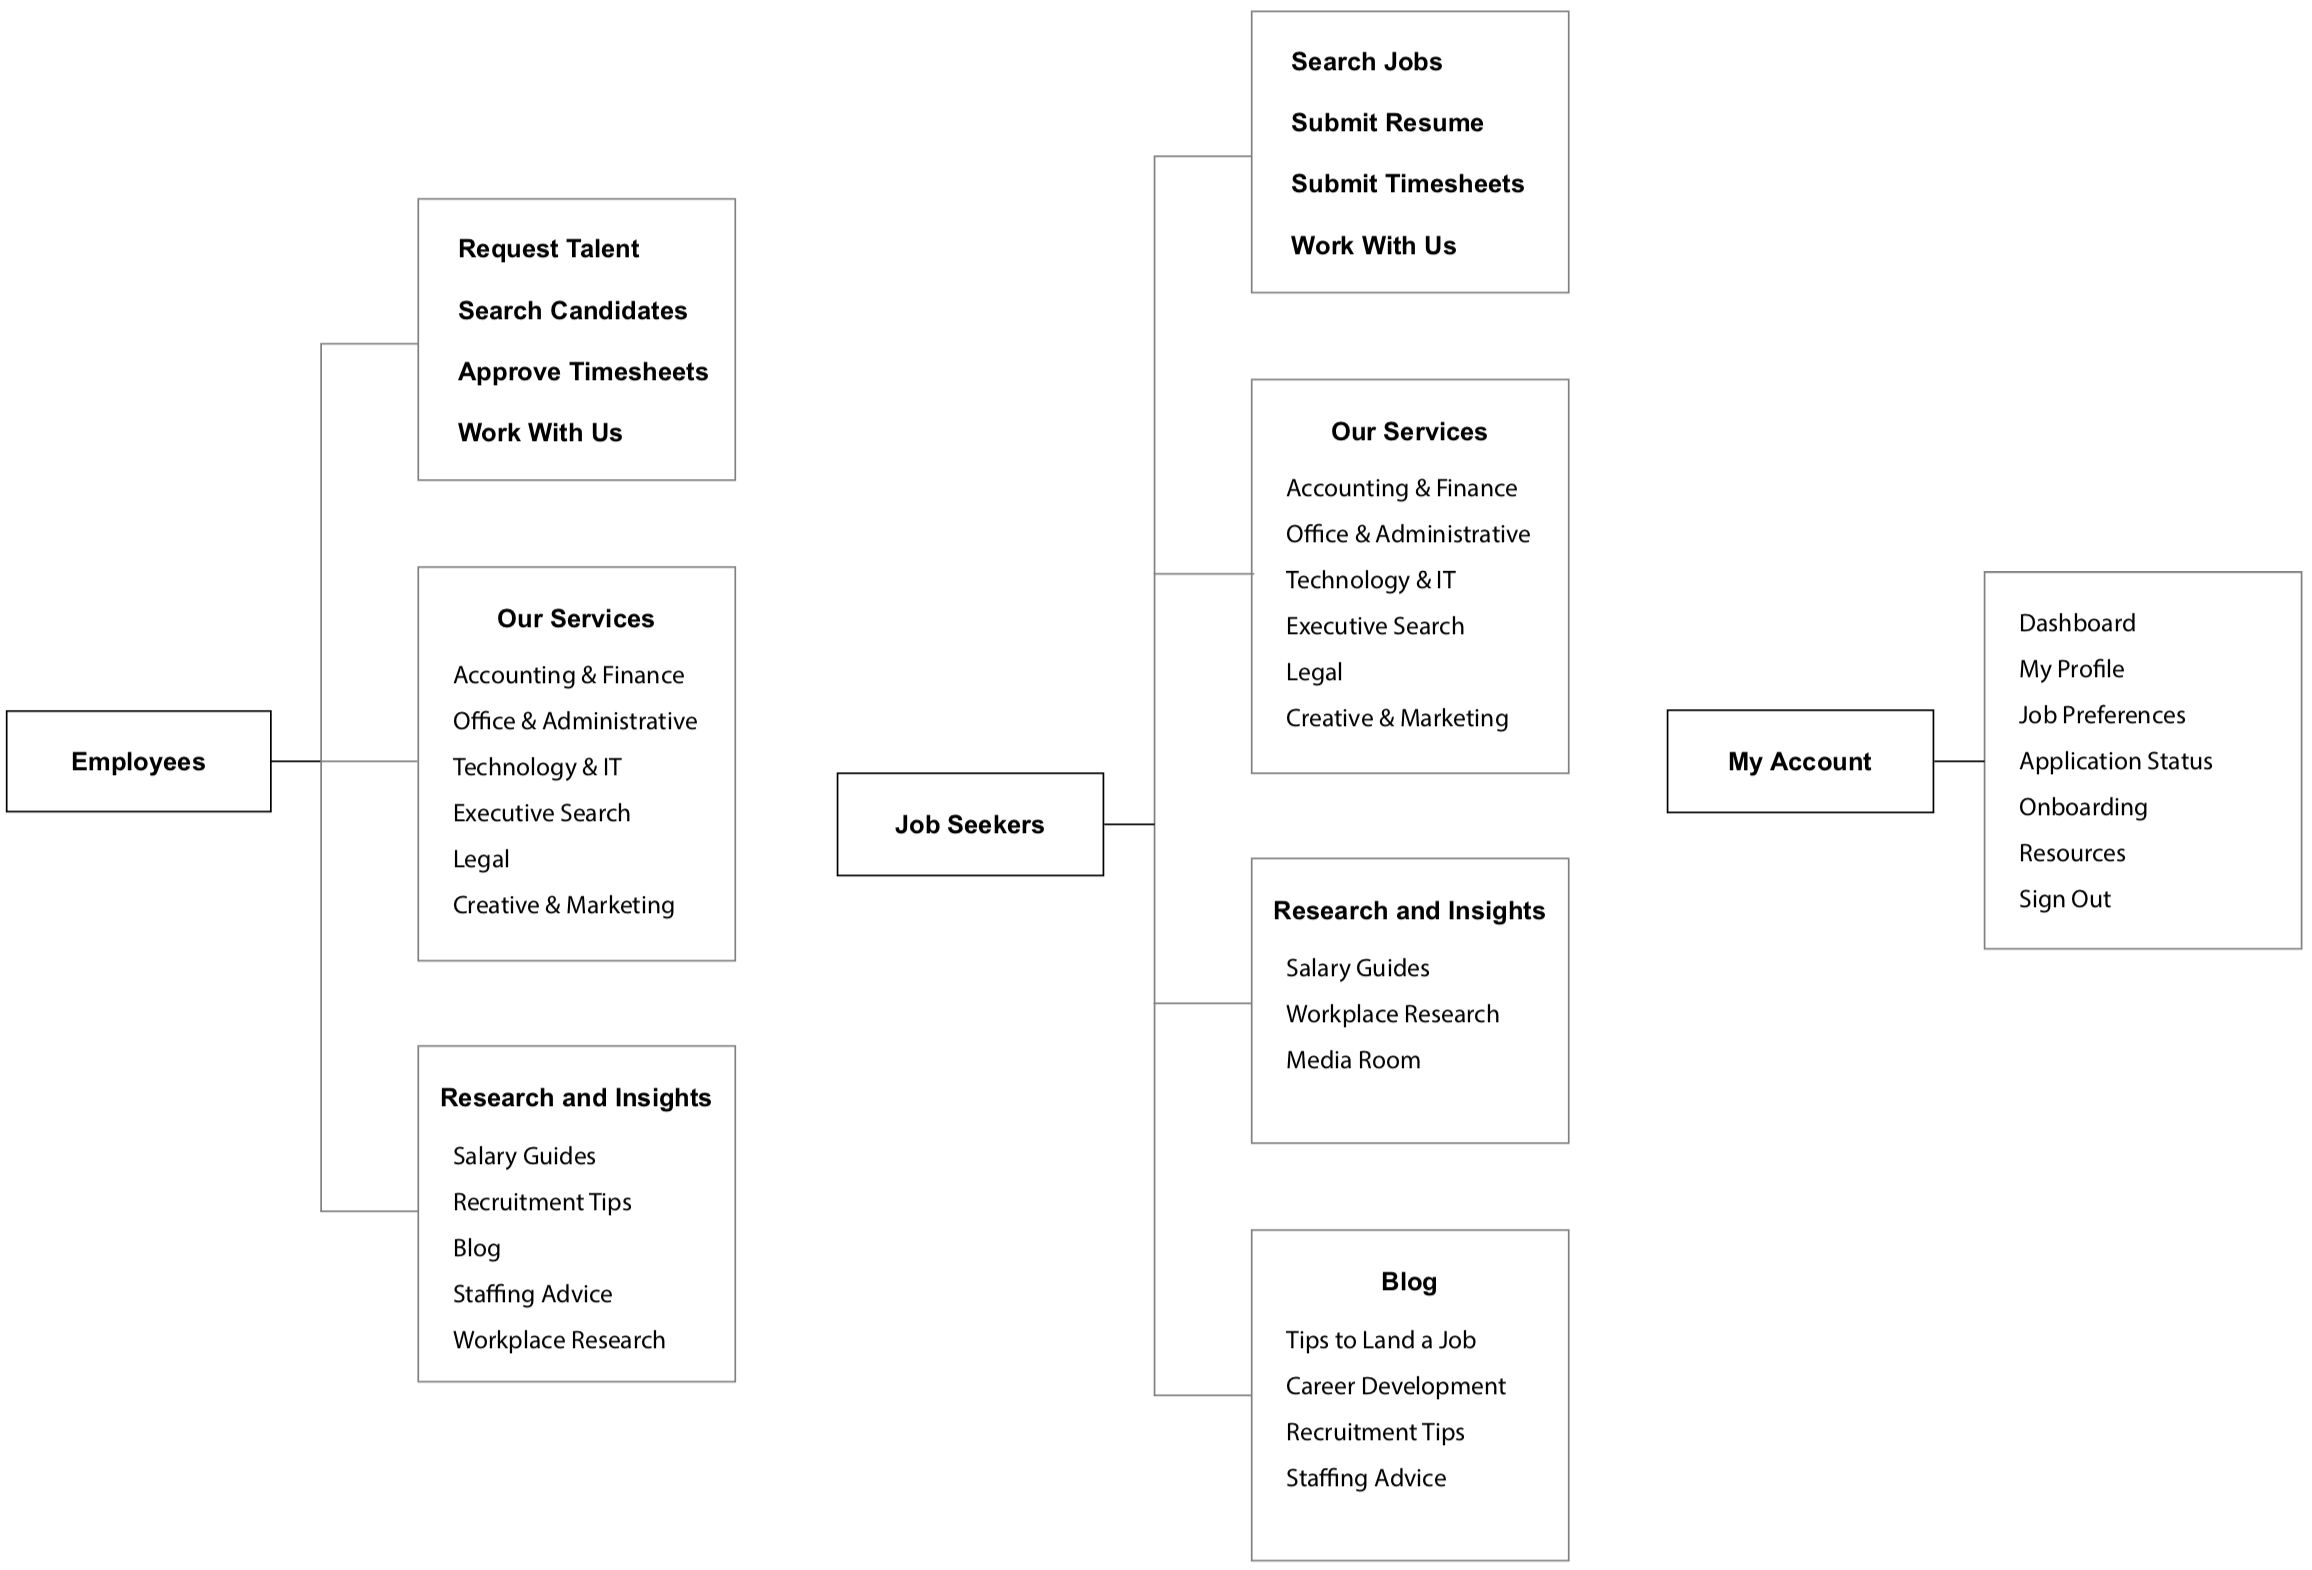 Employees
Request Talent
Search Candidates
Approve Timesheets
Work With Us
Our Services
Accounting & Finance
Office & Administrative
Technology & IT
Executive Search
Legal
Creative & Marketing
Research and Insights
Salary Guides
Recruitment Tips
Blog
Staffing Advice
Workplace Research
Job Seekers
Search Jobs
Submit Resume
Submit Timesheets
Work With Us
Our Services
Accounting & Finance
Office & Administrative
Technology & IT
Executive Search
Legal
Creative & Marketing
Research and Insights
Salary Guides
Workplace Research
Media Room
Blog
Tips to Land a Job
Career Development
Recruitment Tips
Staffing Advice
My Account
Dashboard
My Profile
Job Preferences
Application Status
Onboarding
Resources
Sign Out